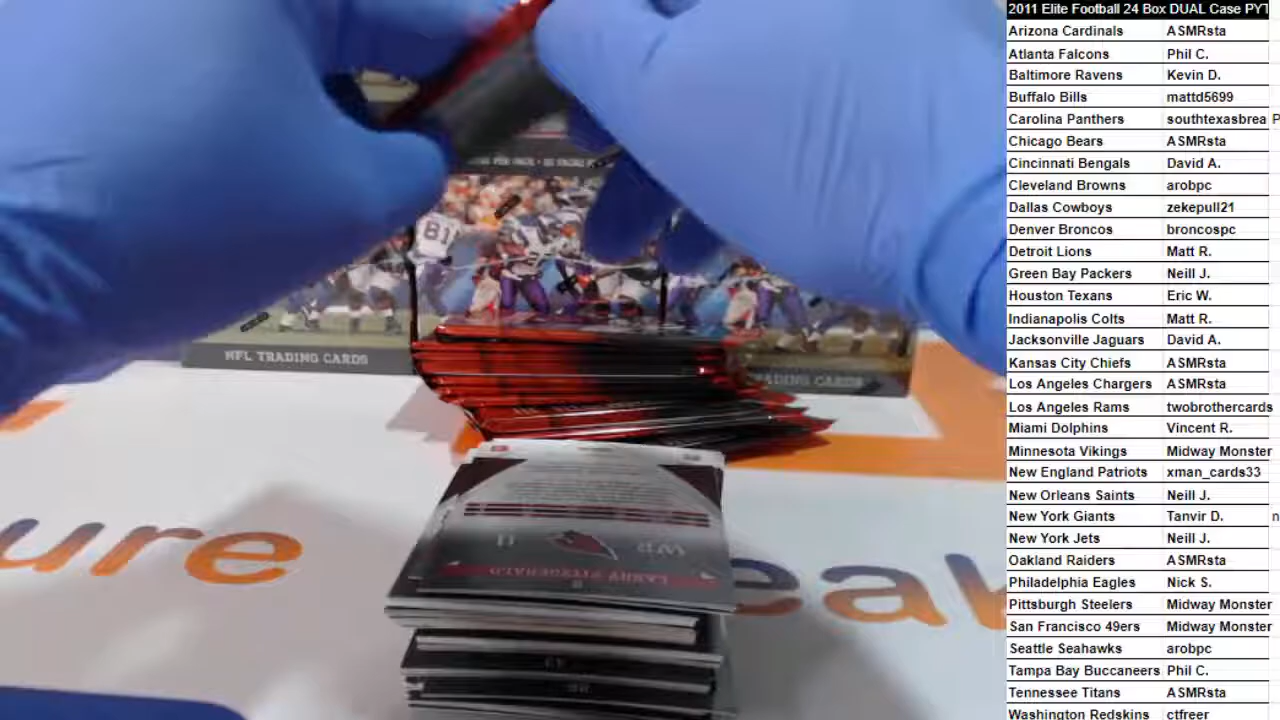 2011 Elite Football 24 Box DUAL Case PYT
Arizona Cardinals ASMRsta
Atlanta Falcons Phil C.
Baltimore Ravens Kevin D.
Buffalo Bills mattd5699
Carolina Panthers southtexasbrea P
Chicago Bears ASMRsta
Cincinnati Bengals David A.
Cleveland Browns arobpc
Dallas Cowboys zekepull21
Denver Broncos broncospc
Detroit Lions Matt R.
Green Bay Packers Neill J.
Houston Texans Eric W.
Indianapolis Colts Matt R.
Jacksonville Jaguars David A.
Kansas City Chiefs ASMRsta
Los Angeles Chargers ASMRsta
Los Angeles Rams twobrothercards
Miami Dolphins Vincent R.
Minnesota Vikings Midway Monster
New England Patriots xman_cards33
New Orleans Saints Neill J.
New York Giants Tanvir D. n
New York Jets Neill J.
Oakland Raiders ASMRsta
Philadelphia Eagles Nick S.
Pittsburgh Steelers Midway Monster
San Francisco 49ers Midway Monster
Seattle Seahawks arobpc
Tampa Bay Buccaneers Phil C.
Tennessee Titans ASMRsta
Washington Redskins ctfreer
81
NFL TRADING CARDS
TRADING CARDS
WR 11
LARRY FITZGERALD
ure
eak